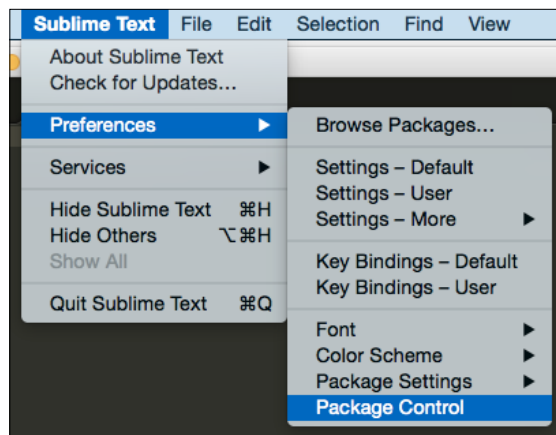 Sublime Text File Edit Selection Find View
About Sublime Text
Check for Updates...
Preferences ▶
Services ▶
Hide Sublime Text ⌘H
Hide Others ⌥⌘H
Show All
Quit Sublime Text ⌘Q
Browse Packages...
Settings – Default
Settings – User
Settings – More ▶
Key Bindings – Default
Key Bindings – User
Font ▶
Color Scheme ▶
Package Settings ▶
Package Control